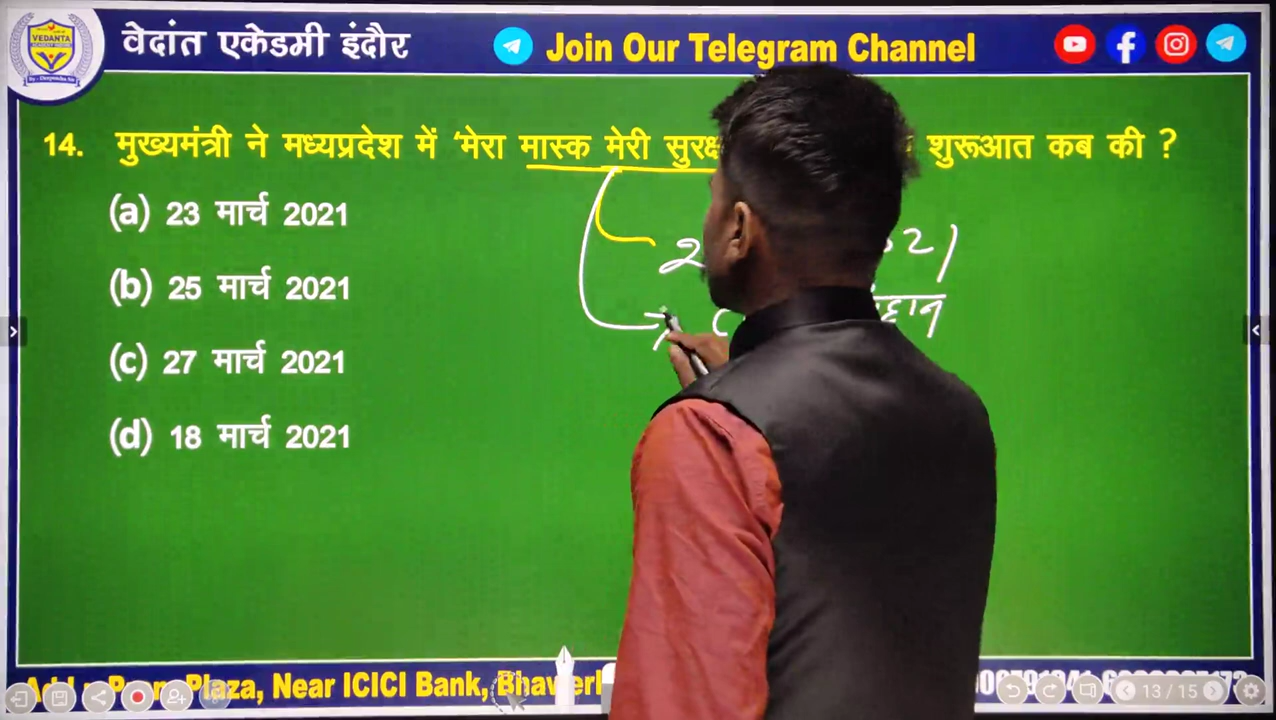 VEDANTA
वेदांत एकेडमी इंदौर
Join Our Telegram Channel
14. मुख्यमंत्री ने मध्यप्रदेश में ‘मेरा मास्क मेरी सुरक्ष शुरूआत कब की ?
(a) 23 मार्च 2021
(b) 25 मार्च 2021
(c) 27 मार्च 2021
(d) 18 मार्च 2021
Plaza, Near ICICI Bank,
13 / 15